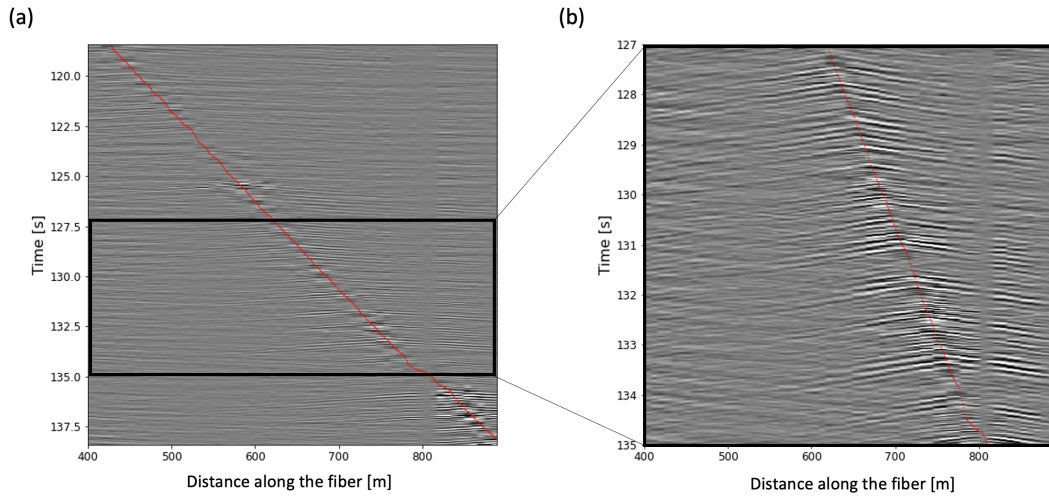 (a)
(b)
120.0
122.5
125.0
127.5
130.0
132.5
135.0
137.5
Time [s]
400 500 600 700 800
Distance along the fiber [m]
127
128
129
130
131
132
133
134
135
Time [s]
400 500 600 700 800
Distance along the fiber [m]